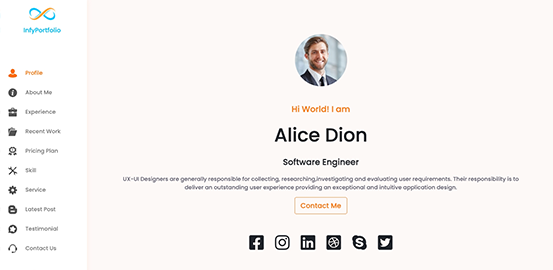 InfyPortfolio
Profile
About Me
Experience
Recent Work
Pricing Plan
Skill
Service
Latest Post
Testimonial
Contact Us
Hi World! I am
Alice Dion
Software Engineer
UX-UI Designers are generally responsible for collecting, researching,investigating and evaluating user requirements. Their responsibility is to
deliver an outstanding user experience providing an exceptional and intuitive application design.
Contact Me